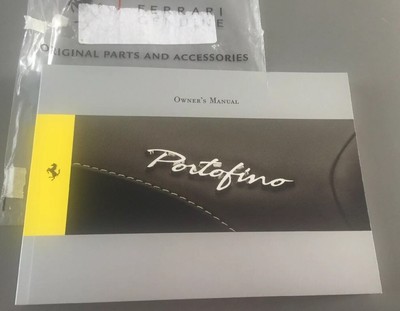 FERRARI
ORIGINAL PARTS AND ACCESSORIES
OWNER'S MANUAL
Portofino